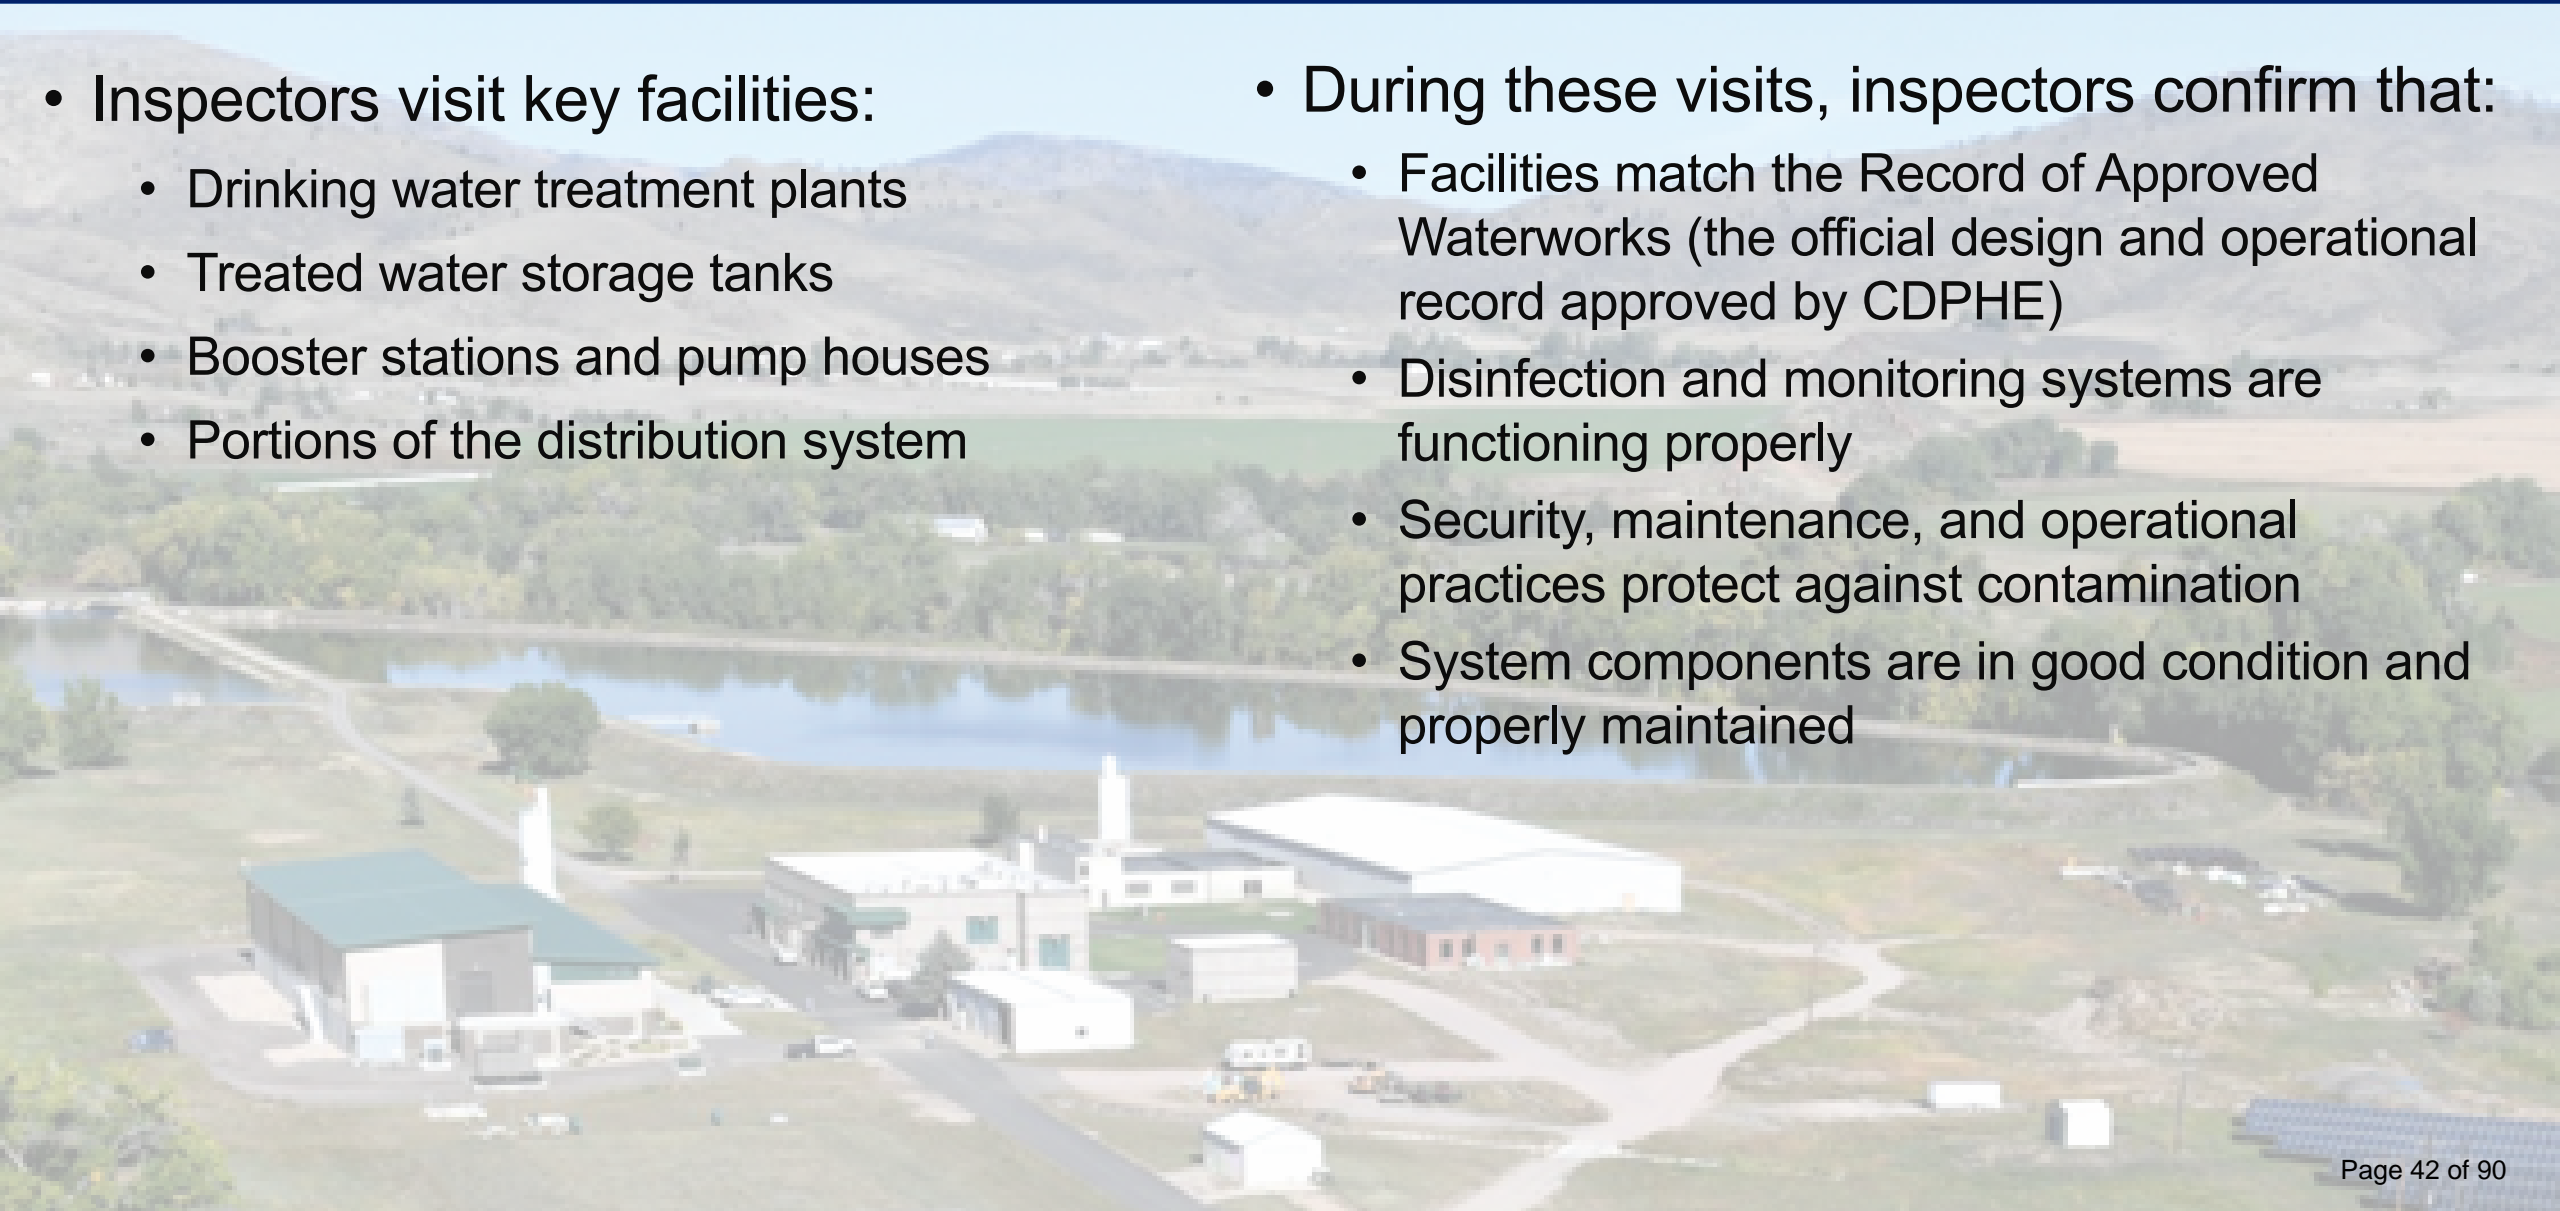 • Inspectors visit key facilities:
• Drinking water treatment plants
• Treated water storage tanks
• Booster stations and pump houses
• Portions of the distribution system
• During these visits, inspectors confirm that:
• Facilities match the Record of Approved
Waterworks (the official design and operational
record approved by CDPHE)
• Disinfection and monitoring systems are
functioning properly
• Security, maintenance, and operational
practices protect against contamination
• System components are in good condition and
properly maintained
Page 42 of 90